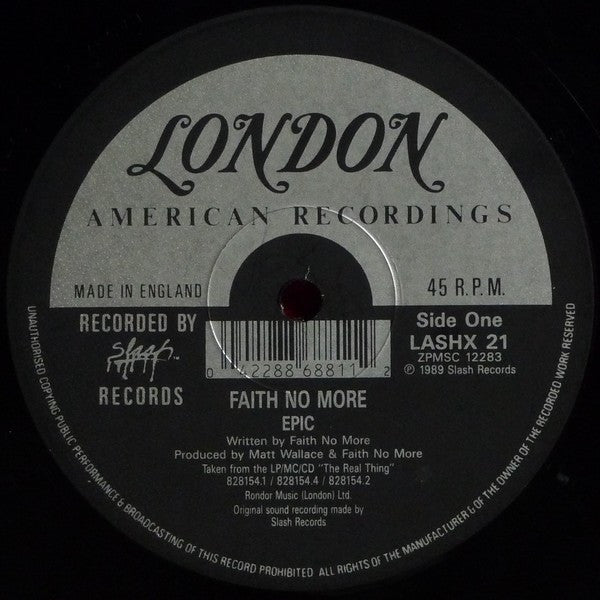 LONDON
AMERICAN RECORDINGS
MADE IN ENGLAND
45 R.P.M.
RECORDED BY
slash
RECORDS
Side One
LASHX 21
ZPMSC 12283
℗ 1989 Slash Records
0 42288 68811 2
FAITH NO MORE
EPIC
Written by Faith No More
Produced by Matt Wallace & Faith No More
Taken from the LP/MC/CD "The Real Thing"
828154.1 / 828154.4 / 828154.2
Rondor Music (London) Ltd.
Original sound recording made by
Slash Records
UNAUTHORISED COPYING PUBLIC PERFORMANCE & BROADCASTING OF THIS RECORD PROHIBITED ALL RIGHTS OF THE MANUFACTURER & OF THE OWNER OF THE RECORDED WORK RESERVED